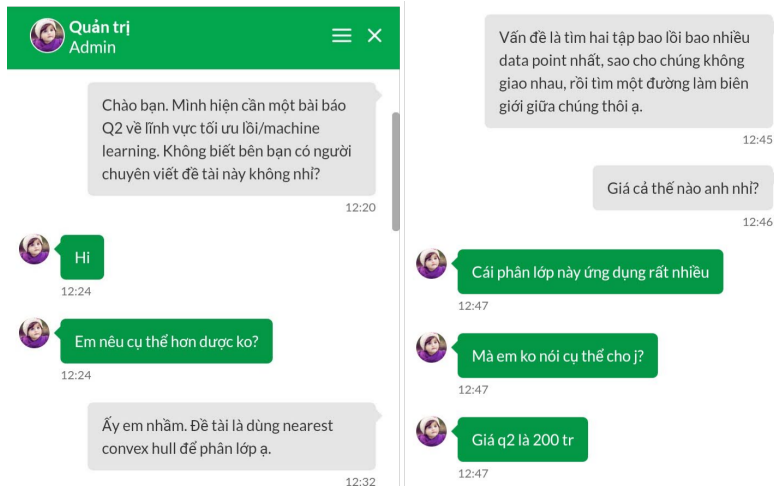 Quản trị
Admin
Chào bạn. Mình hiện cần một bài báo
Q2 về lĩnh vực tối ưu lồi/machine
learning. Không biết bên bạn có người
chuyên viết đề tài này không nhỉ?
12:20
Hi
12:24
Em nêu cụ thể hơn dược ko?
12:24
Ấy em nhầm. Đề tài là dùng nearest
convex hull để phân lớp ạ.
12:32
Vấn đề là tìm hai tập bao lồi bao nhiều
data point nhất, sao cho chúng không
giao nhau, rồi tìm một đường làm biên
giới giữa chúng thôi ạ.
12:45
Giá cả thế nào anh nhỉ?
12:46
Cái phân lớp này ứng dụng rất nhiều
12:47
Mà em ko nói cụ thể cho j?
12:47
Giá q2 là 200 tr
12:47